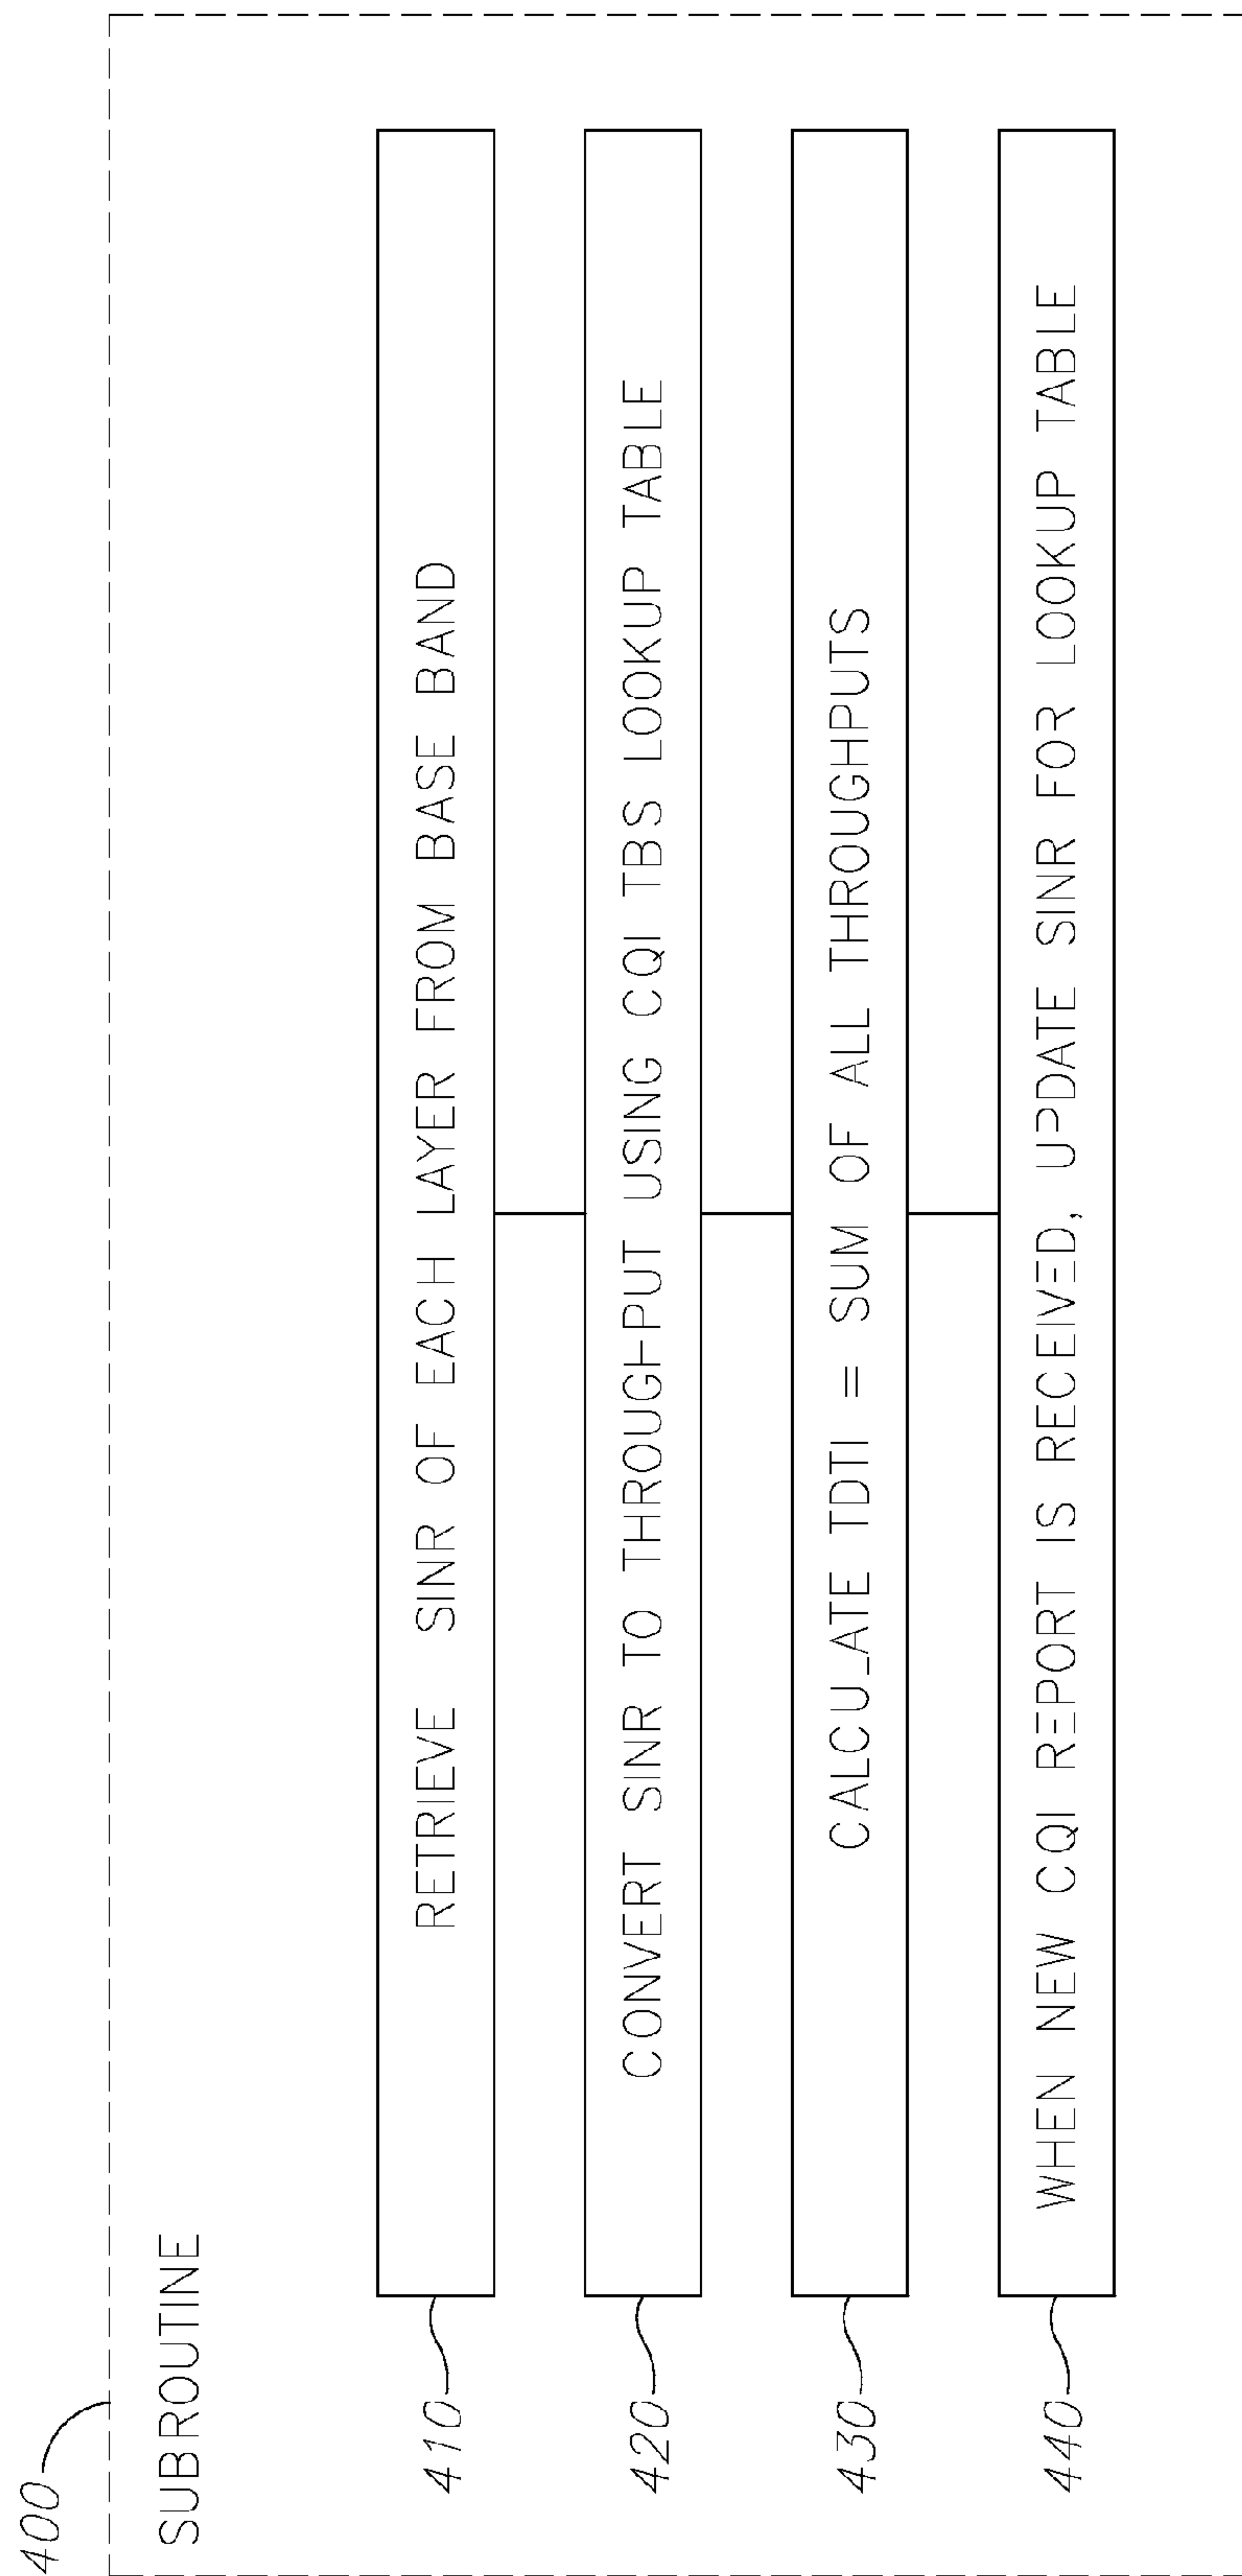 400
SUBROUTINE
410
RETRIEVE SINR OF EACH LAYER FROM BASE BAND
420
CONVERT SINR TO THROUGHPUT USING CQI TBS LOOKUP TABLE
430
CALCULATE TDTI = SUM OF ALL THROUGHPUTS
440
WHEN NEW CQI REPORT IS RECEIVED, UPDATE SINR FOR LOOKUP TABLE